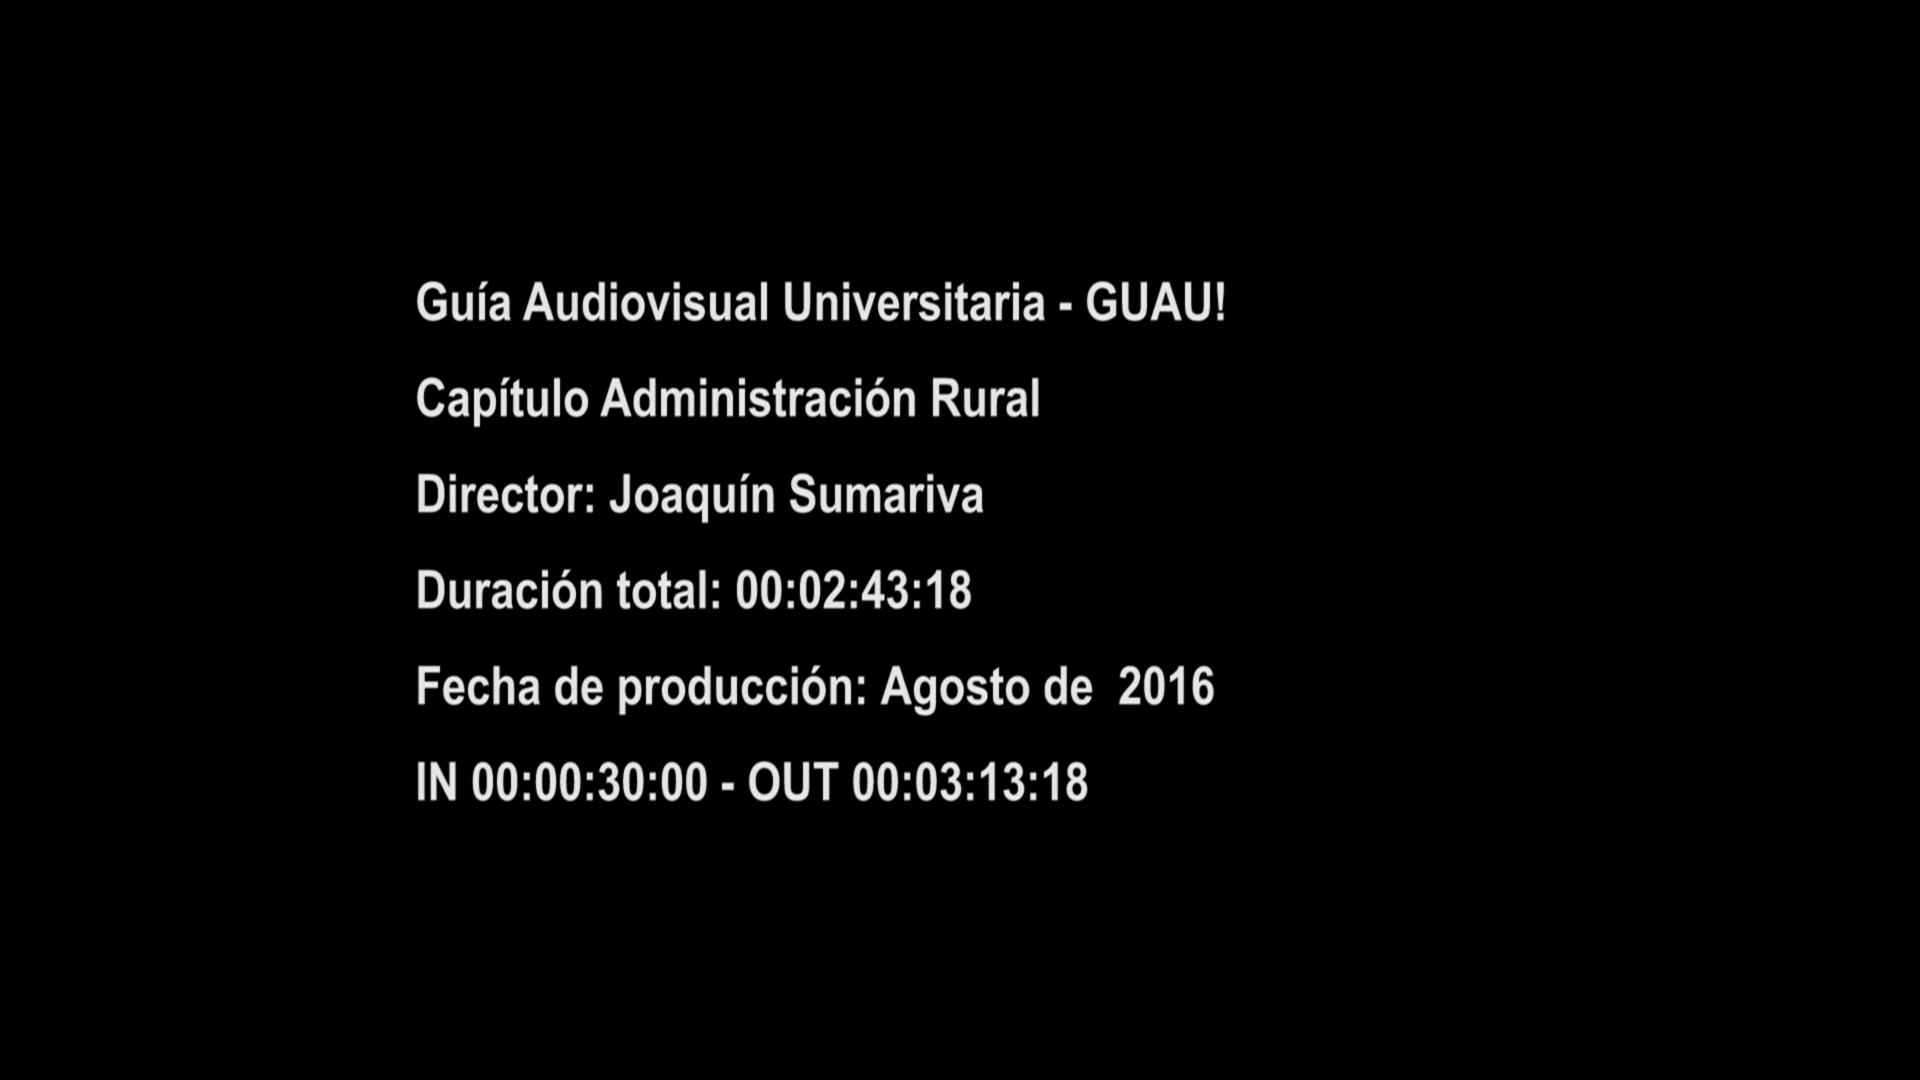 Guía Audiovisual Universitaria - GUAU!
Capítulo Administración Rural
Director: Joaquín Sumariva
Duración total: 00:02:43:18
Fecha de producción: Agosto de  2016
IN 00:00:30:00 - OUT 00:03:13:18